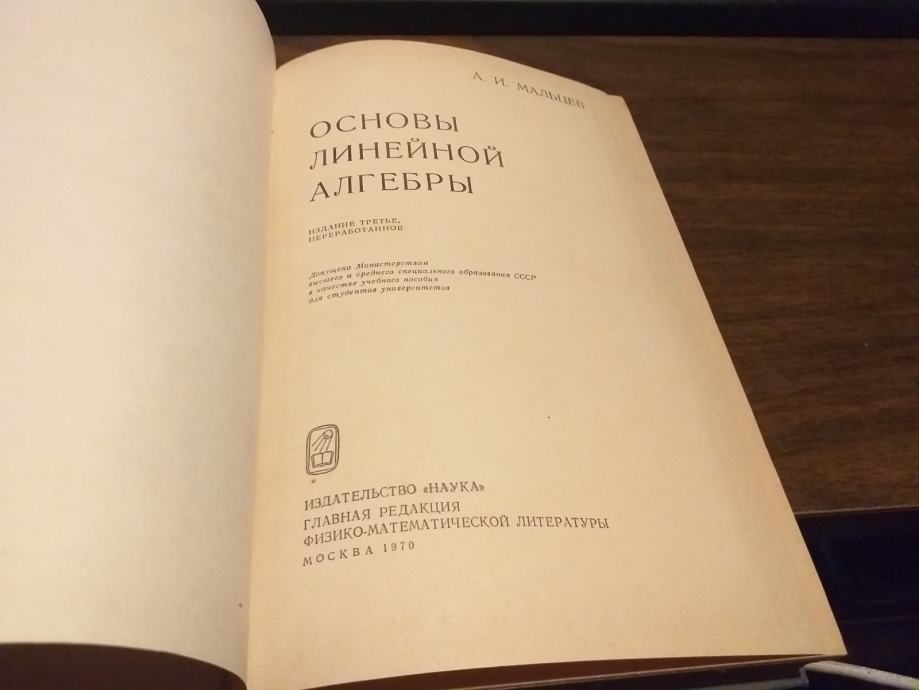 А. И. МАЛЬЦЕВ
ОСНОВЫ
ЛИНЕЙНОЙ
АЛГЕБРЫ
ИЗДАНИЕ ТРЕТЬЕ,
ПЕРЕРАБОТАННОЕ
Допущено Министерством
высшего и среднего специального образования СССР
в качестве учебного пособия
для студентов университетов
ИЗДАТЕЛЬСТВО «НАУКА»
ГЛАВНАЯ РЕДАКЦИЯ
ФИЗИКО-МАТЕМАТИЧЕСКОЙ ЛИТЕРАТУРЫ
МОСКВА 1970